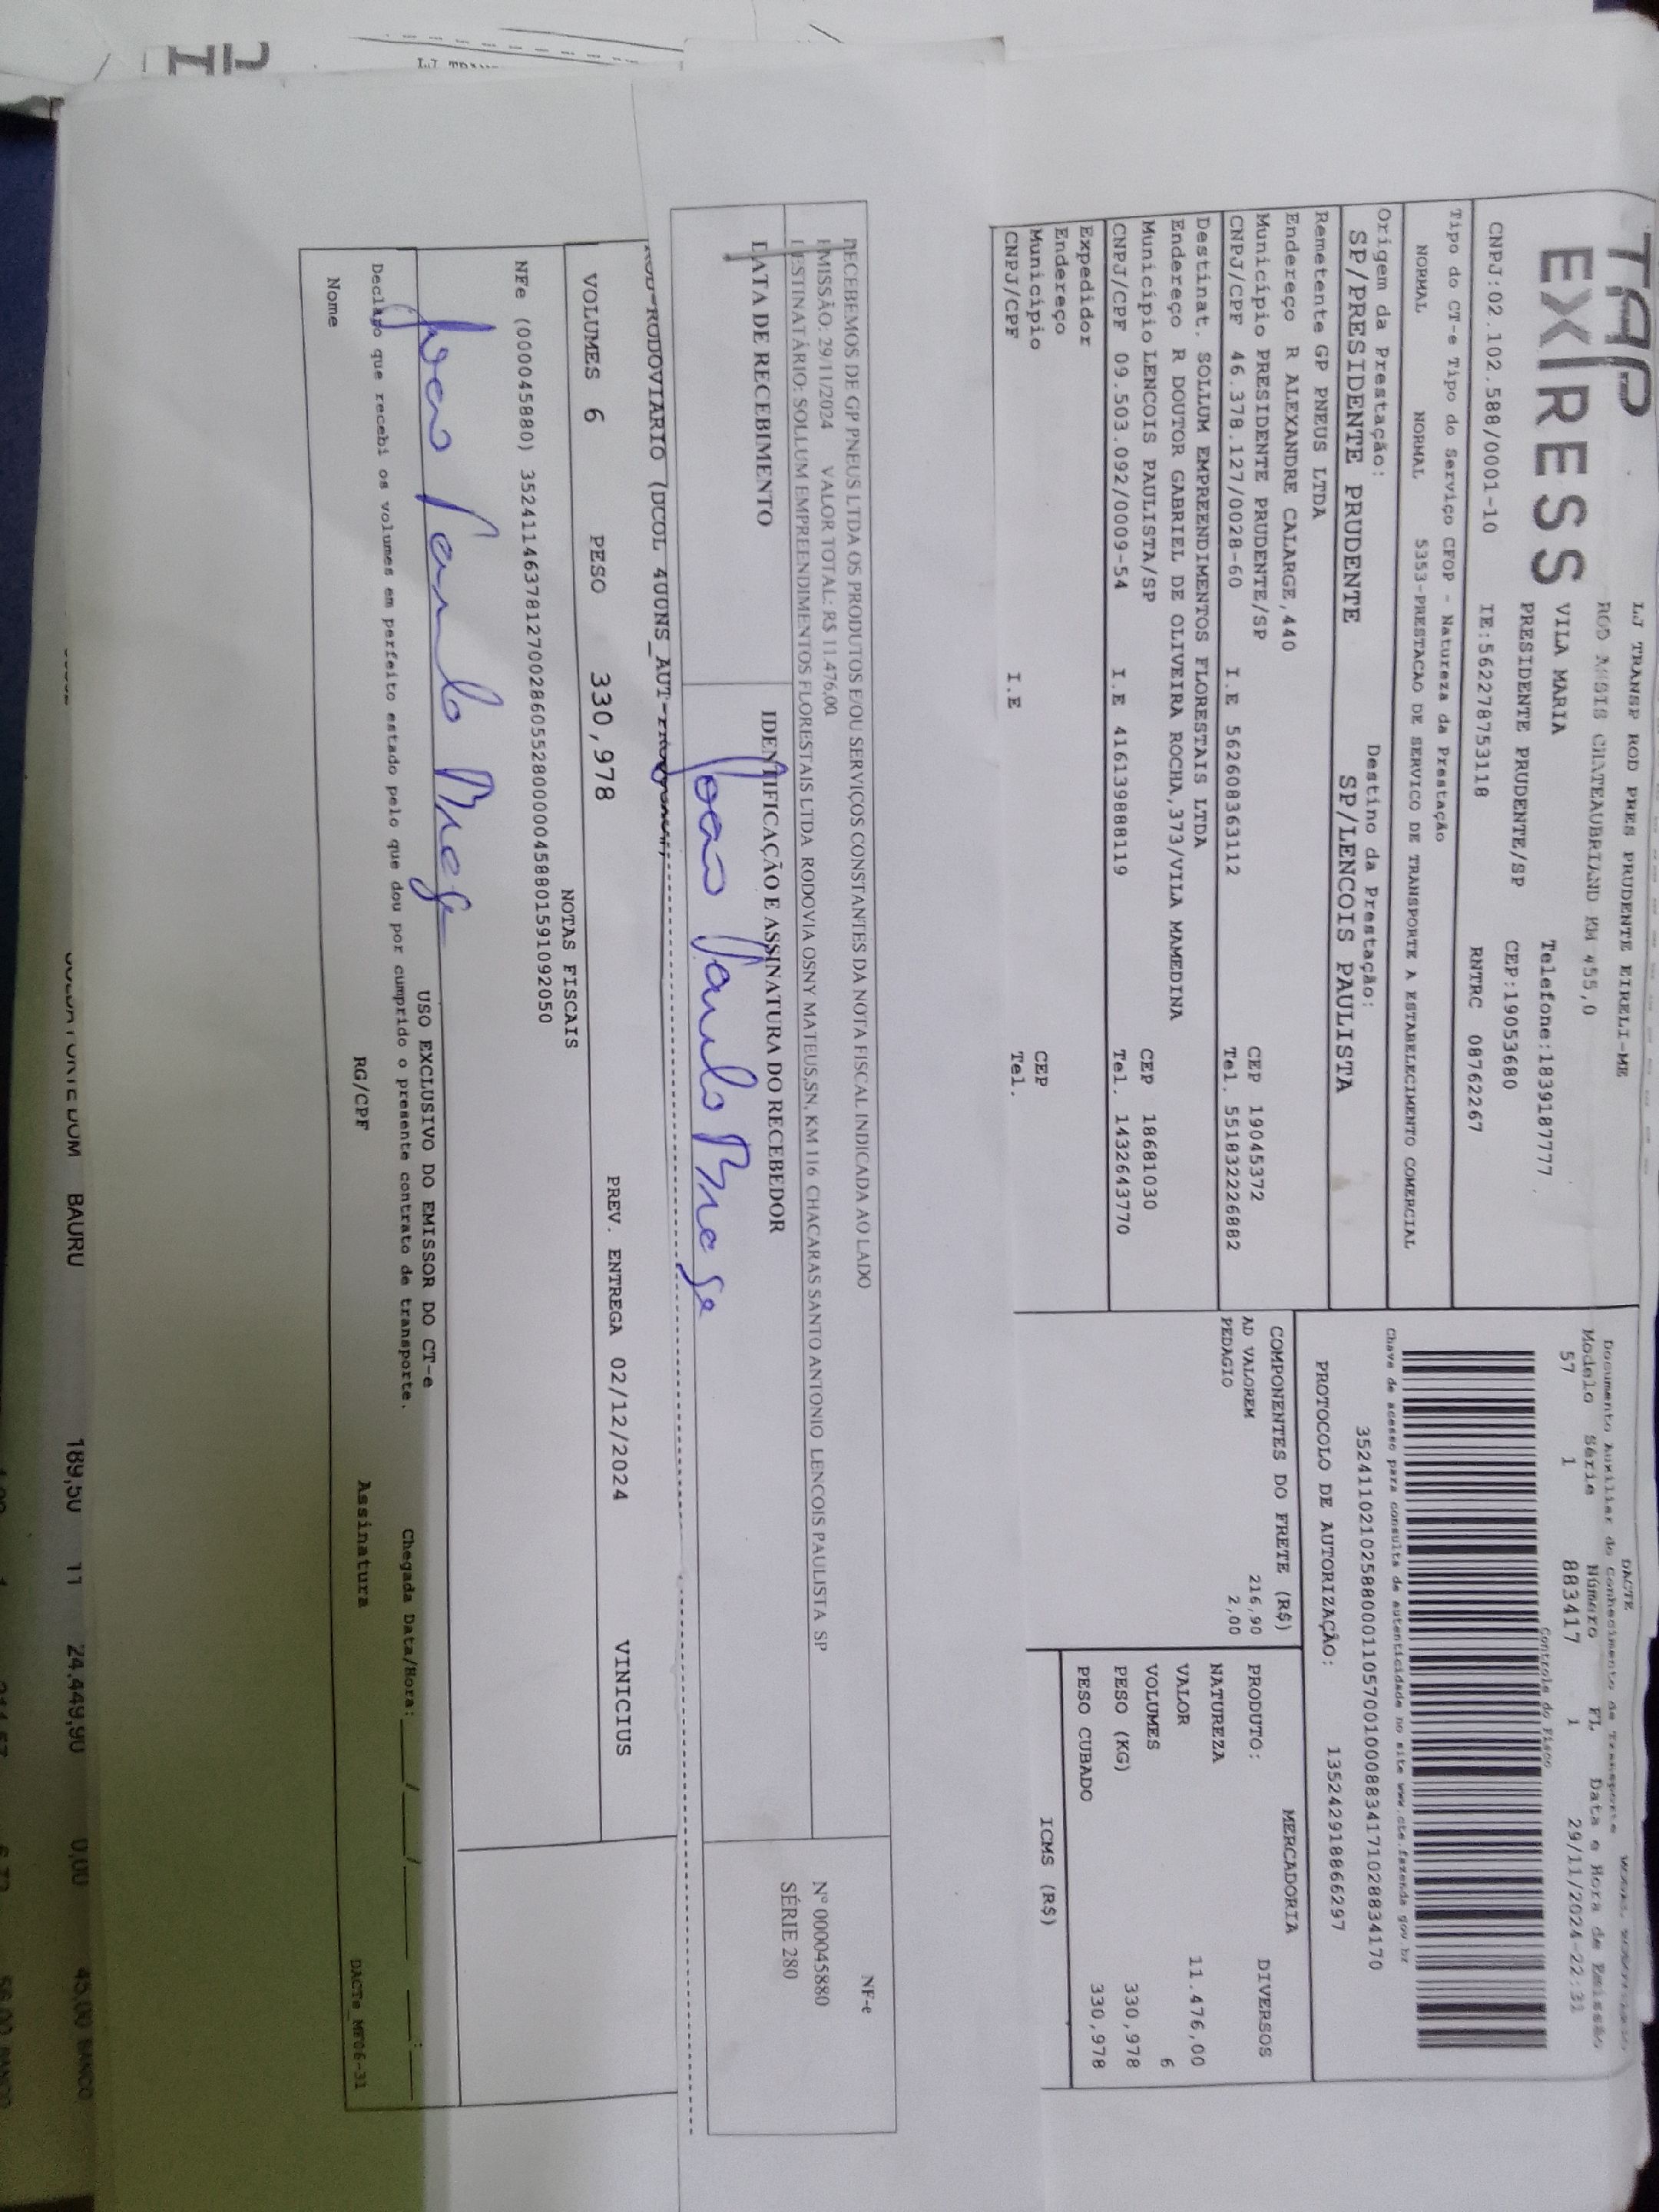 TAP
EXPRESS
LJ TRANSP ROD PRES PRUDENTE EIRELI-ME
ROD ASSIS CHATEAUBRIAND KM 455,0
VILA MARIA
Telefone:1839187777
PRESIDENTE PRUDENTE/SP
CEP:19053680
CNPJ:02.102.588/0001-10
IE:562278753118
RNTRC 08762267
Tipo do CT-e Tipo do Serviço CFOP - Natureza da Prestação
NORMAL NORMAL 5353-PRESTACAO DE SERVICO DE TRANSPORTE A ESTABELECIMENTO COMERCIAL
Origem da Prestação: Destino da Prestação:
SP/PRESIDENTE PRUDENTE SP/LENCOIS PAULISTA
Remetente GP PNEUS LTDA
Endereço R ALEXANDRE CALARGE,440
Município PRESIDENTE PRUDENTE/SP CEP 19045372
CNPJ/CPF 46.378.127/0028-60 I.E 562608363112 Tel. 551832226882
Destinat. SOLLUM EMPREENDIMENTOS FLORESTAIS LTDA
Endereço R DOUTOR GABRIEL DE OLIVEIRA ROCHA,373/VILA MAMEDINA
Município LENCOIS PAULISTA/SP CEP 18681030
CNPJ/CPF 09.503.092/0009-54 I.E 416139888119 Tel. 1432643770
Expedidor
Endereço
Município CEP
CNPJ/CPF I.E Tel.
DACTE
Documento Auxiliar do Conhecimento de Transporte
Modelo Série Número FL Data e Hora de Emissão
57 1 883417 1 29/11/2024-22:31
Controle do Fisco
Chave de acesso para consulta de autenticidade no site www.cte.fazenda.gov.br
35241102102588000110570010008834171028834170
PROTOCOLO DE AUTORIZAÇÃO: 135242918866297
COMPONENTES DO FRETE (R$)
AD VALOREM 216,90
PEDAGIO 2,00
MERCADORIA
PRODUTO: DIVERSOS
NATUREZA
VALOR 11.476,00
VOLUMES 6
PESO (KG) 330,978
PESO CUBADO 330,978
ICMS (R$)
RECEBEMOS DE GP PNEUS LTDA OS PRODUTOS E/OU SERVIÇOS CONSTANTES DA NOTA FISCAL INDICADA AO LADO
EMISSÃO: 29/11/2024 VALOR TOTAL: R$ 11.476,00
DESTINATÁRIO: SOLLUM EMPREENDIMENTOS FLORESTAIS LTDA RODOVIA OSNY MATEUS,SN, KM 116 CHACARAS SANTO ANTONIO LENCOIS PAULISTA SP
DATA DE RECEBIMENTO IDENTIFICAÇÃO E ASSINATURA DO RECEBEDOR
João Paulo
NF-e
Nº 000045880
SÉRIE 280
RODOVIARIO (DCOL
VOLUMES 6 PESO 330,978 PREV. ENTREGA 02/12/2024 VINICIUS
NOTAS FISCAIS
NFe (000045880) 35241146378127002860552800000458801591092050
João Paulo
USO EXCLUSIVO DO EMISSOR DO CT-e
Declaro que recebi os volumes em perfeito estado pelo que dou por cumprido o presente contrato de transporte. Chegada Data/Hora:___/___/___ ___:___
Nome RG/CPF Assinatura
DACTe_MF06-31
BAURU 189,50 11 24.449,90 0,00